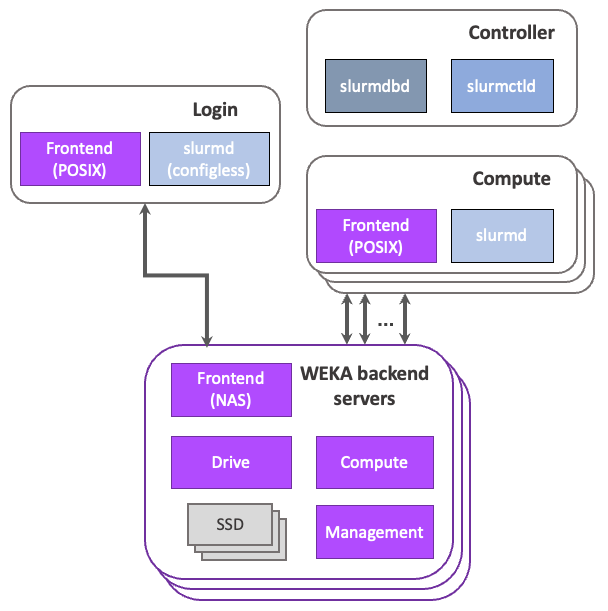 Controller
slurmdbd
slurmctld
Login
Frontend
(POSIX)
slurmd
(configless)
Compute
Frontend
(POSIX)
slurmd
...
WEKA backend
servers
Frontend
(NAS)
Drive
Compute
SSD
Management